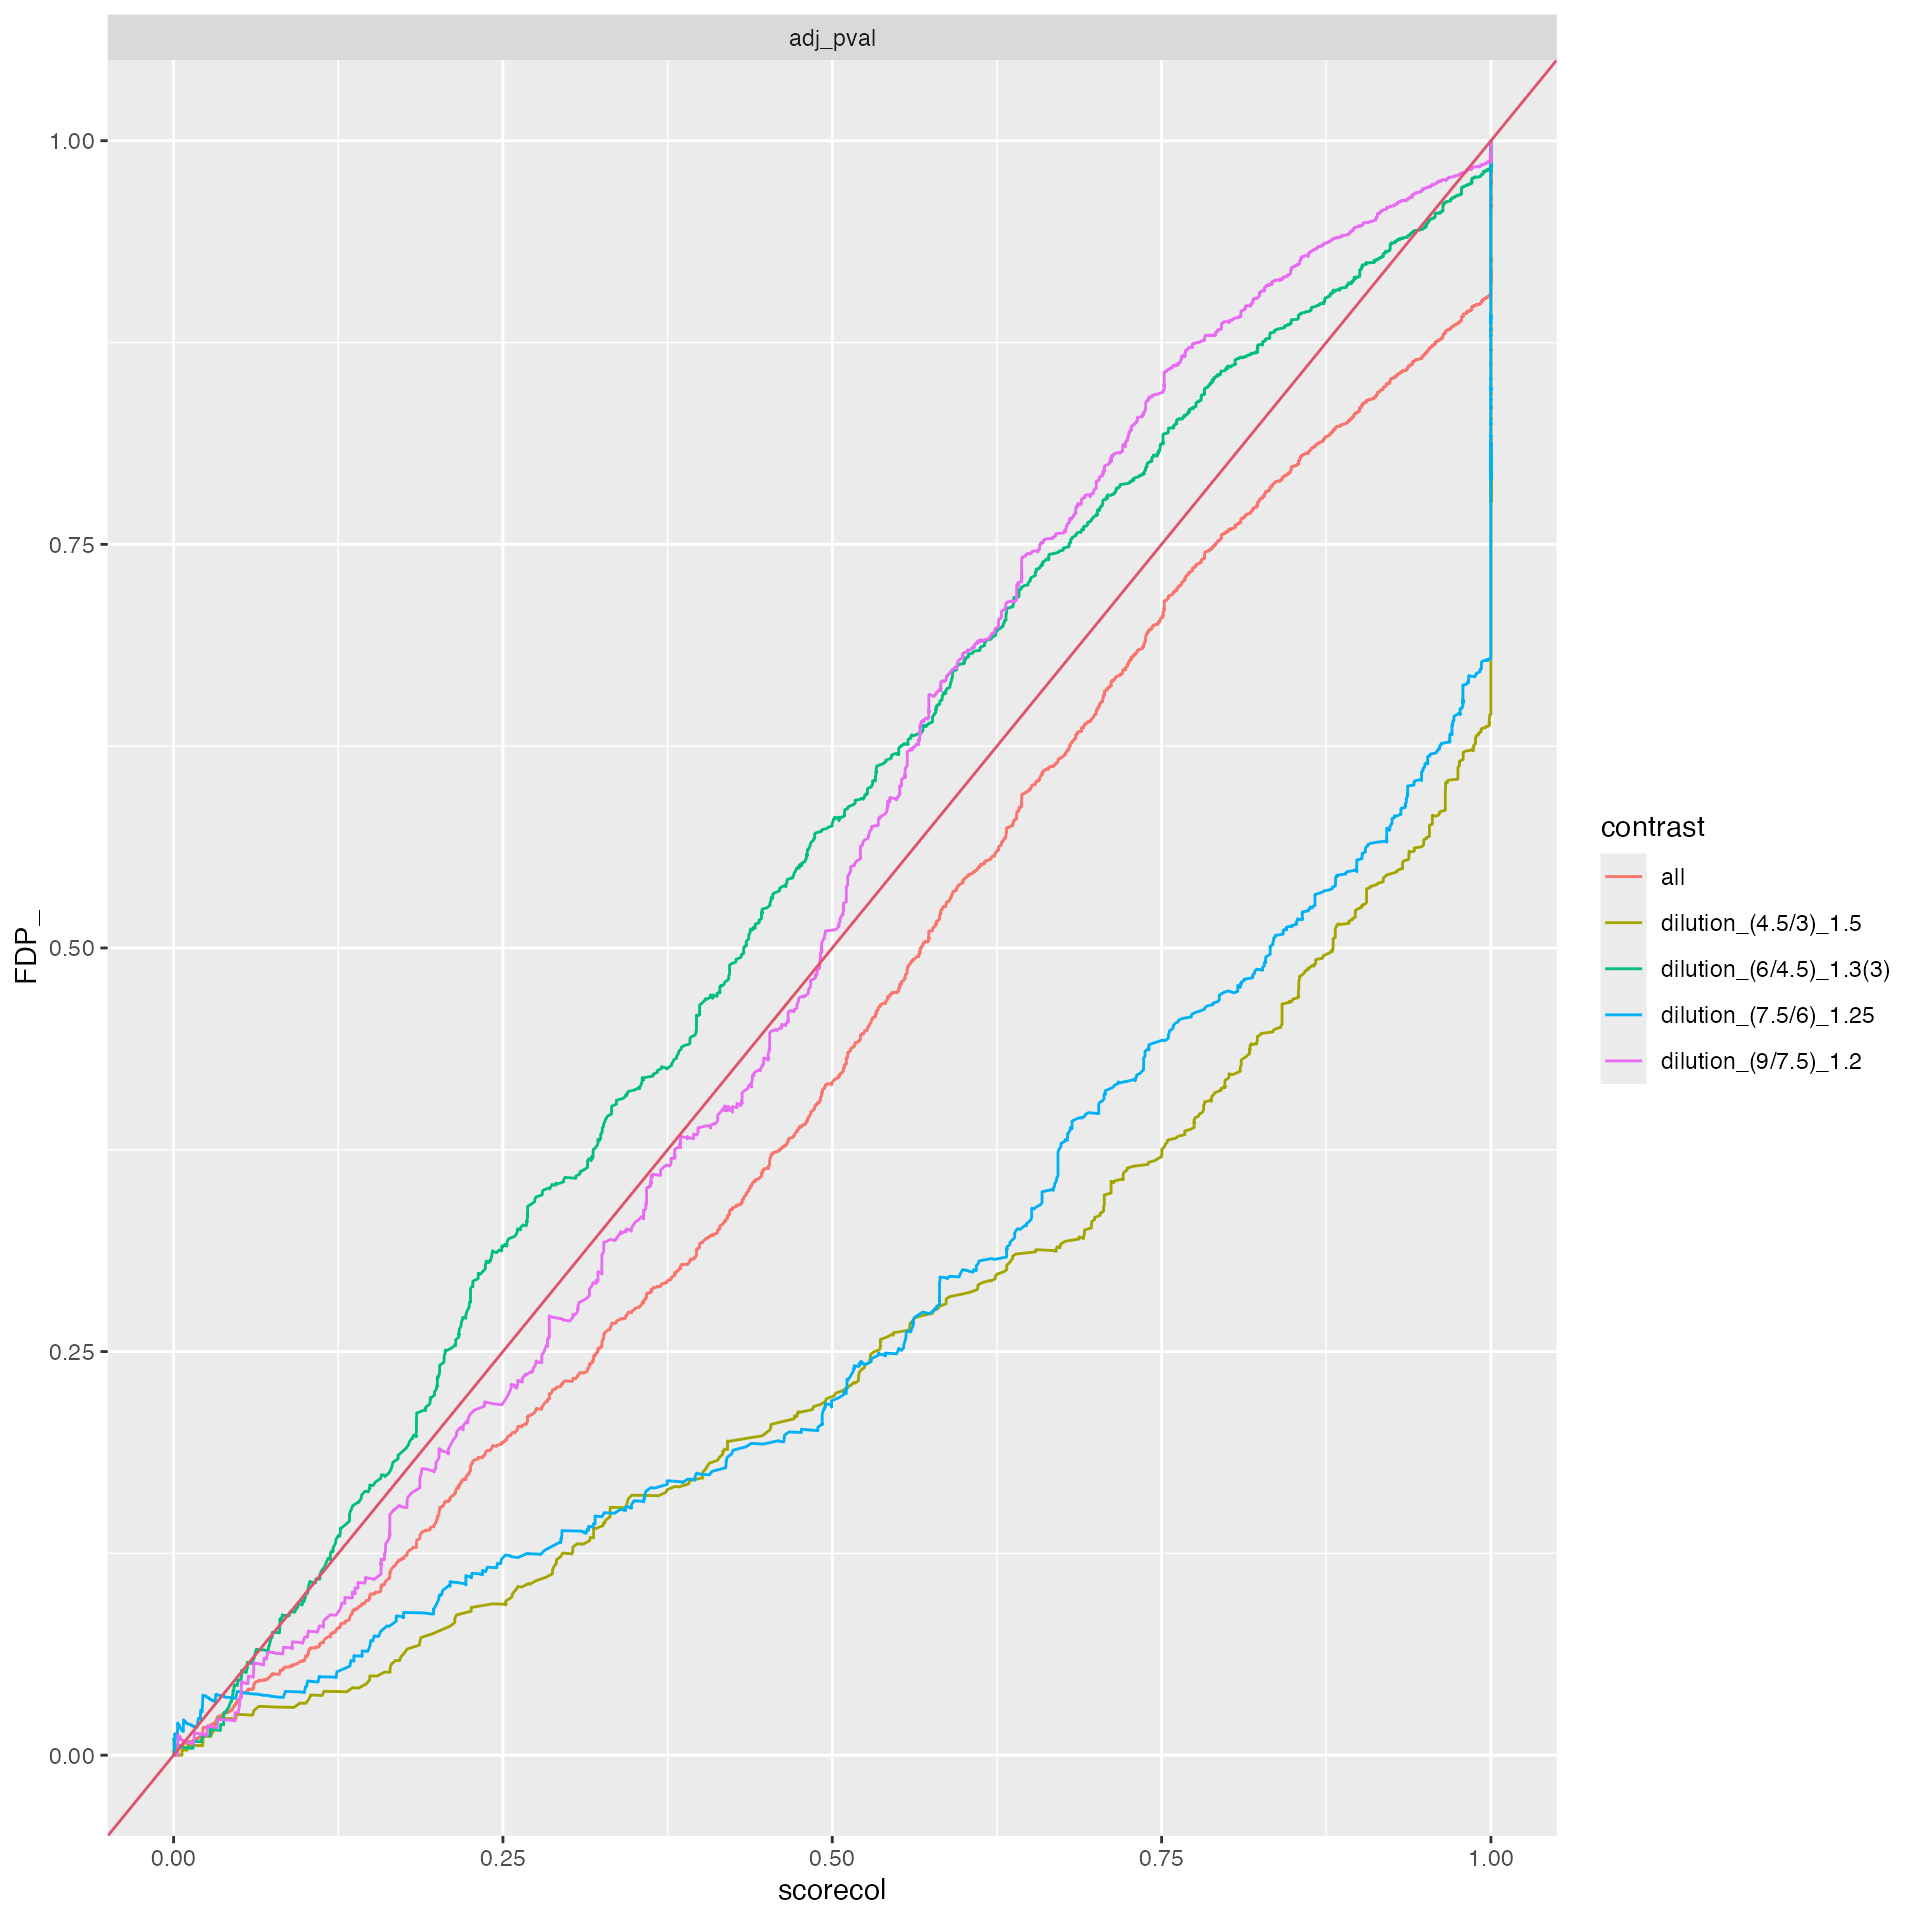 adj_pval
1.00
0.75
0.50
0.25
0.00
FDP_
0.00
0.25
0.50
0.75
1.00
scorecol
contrast
all
dilution_(4.5/3)_1.5
dilution_(6/4.5)_1.3(3)
dilution_(7.5/6)_1.25
dilution_(9/7.5)_1.2